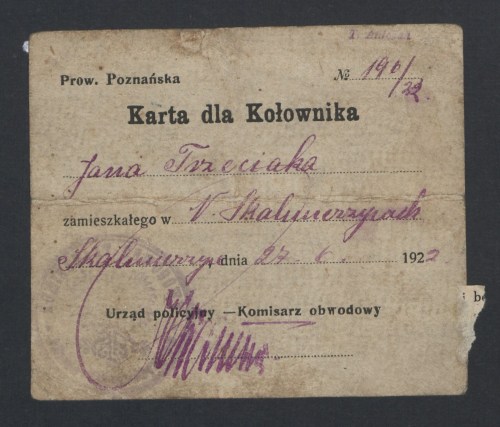 Prow. Poznańska № 190/22.
Karta dla Kołownika
Jana Trzeciaka
zamieszkałego w N. Skalmierzycach
Skalmierzyce dnia 27. 6. 1922
Urząd policyjny — Komisarz obwodowy